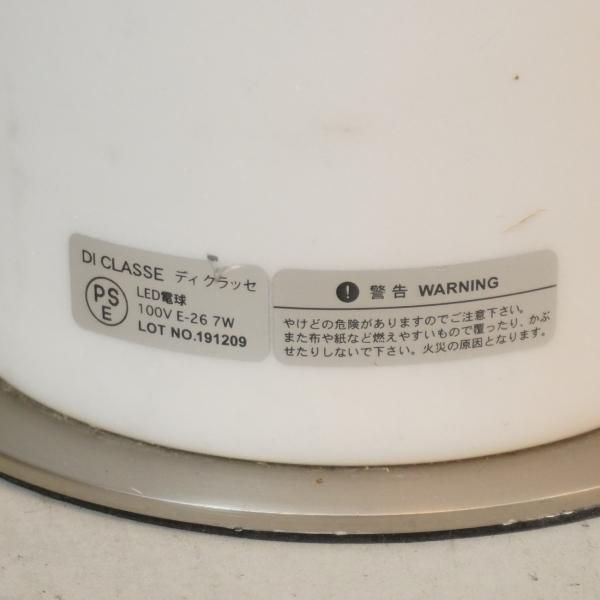 DI CLASSE ディクラッセ
PS
E
LED電球
100V E-26 7W
LOT NO.191209
! 警告 WARNING
やけどの危険がありますのでご注意下さい。
また布や紙など燃えやすいもので覆ったり、かぶ
せたりしないで下さい。火災の原因となります。